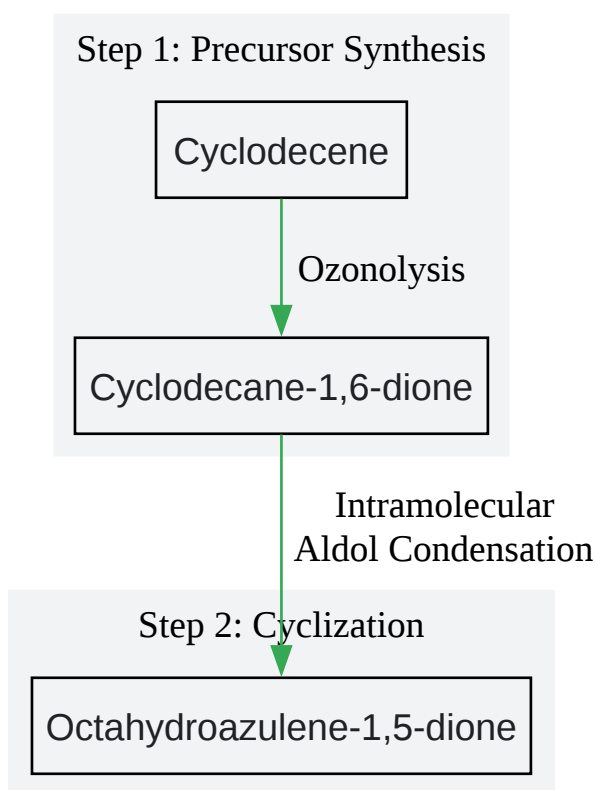 Step 1: Precursor Synthesis
Cyclodecene
Ozonolysis
Cyclodecane-1,6-dione
Intramolecular
Aldol Condensation
Step 2: Cyclization
Octahydroazulene-1,5-dione